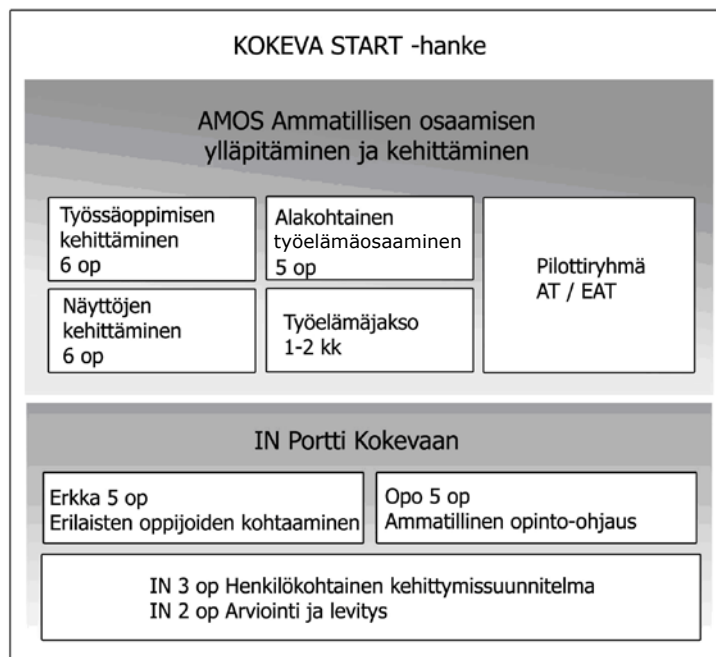 KOKEVA START -hanke
AMOS Ammatillisen osaamisen
ylläpitäminen ja kehittäminen
Työssäoppimisen
kehittäminen
6 op
Alakohtainen
työelämäosaaminen
5 op
Pilottiryhmä
AT / EAT
Näyttöjen
kehittäminen
6 op
Työelämäjakso
1-2 kk
IN Portti Kokevaan
Erkka 5 op
Erilaisten oppijoiden kohtaaminen
Opo 5 op
Ammatillinen opinto-ohjaus
IN 3 op Henkilökohtainen kehittymissuunnitelma
IN 2 op Arviointi ja levitys